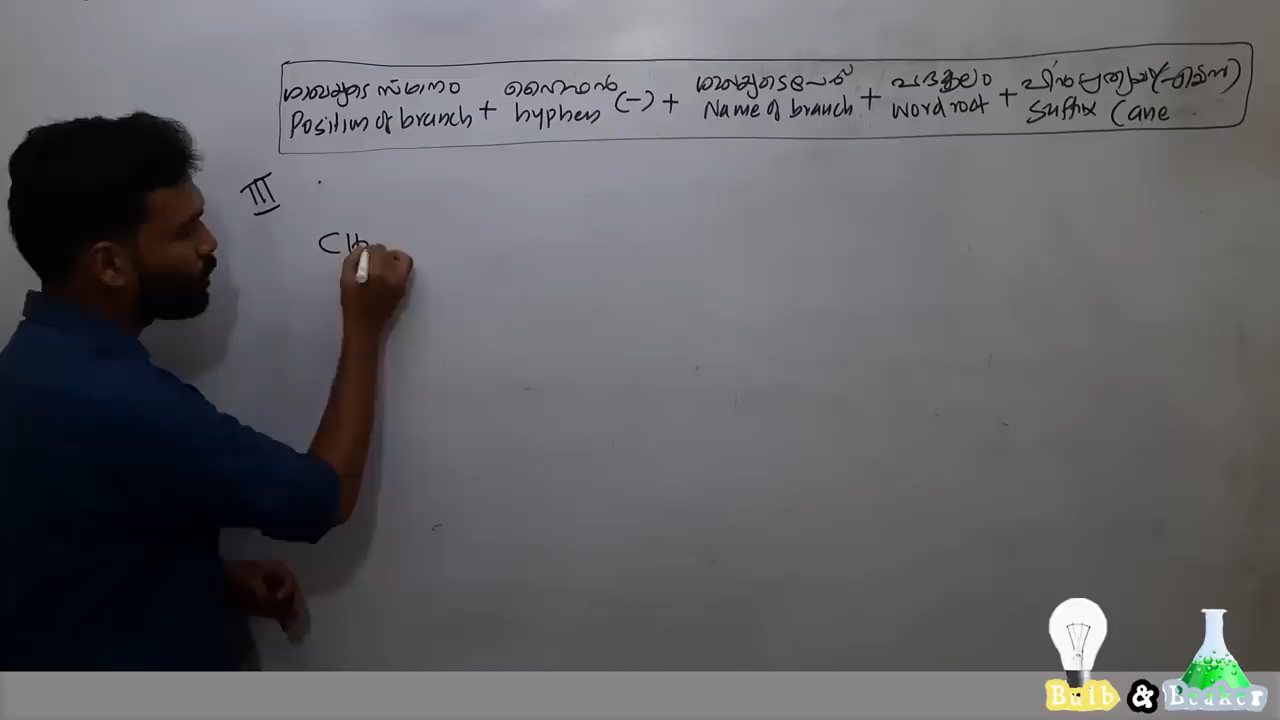 ശാഖയുടെ സ്ഥാനം + ഹൈഫൻ (-) + ശാഖയുടെ പേര് + പദമൂലം + പിൻപ്രത്യയം (-എയ്ൻ)
Position of branch + hyphen (-) + Name of branch + word root + Suffix (ane
III
CH
Bulb & Beaker